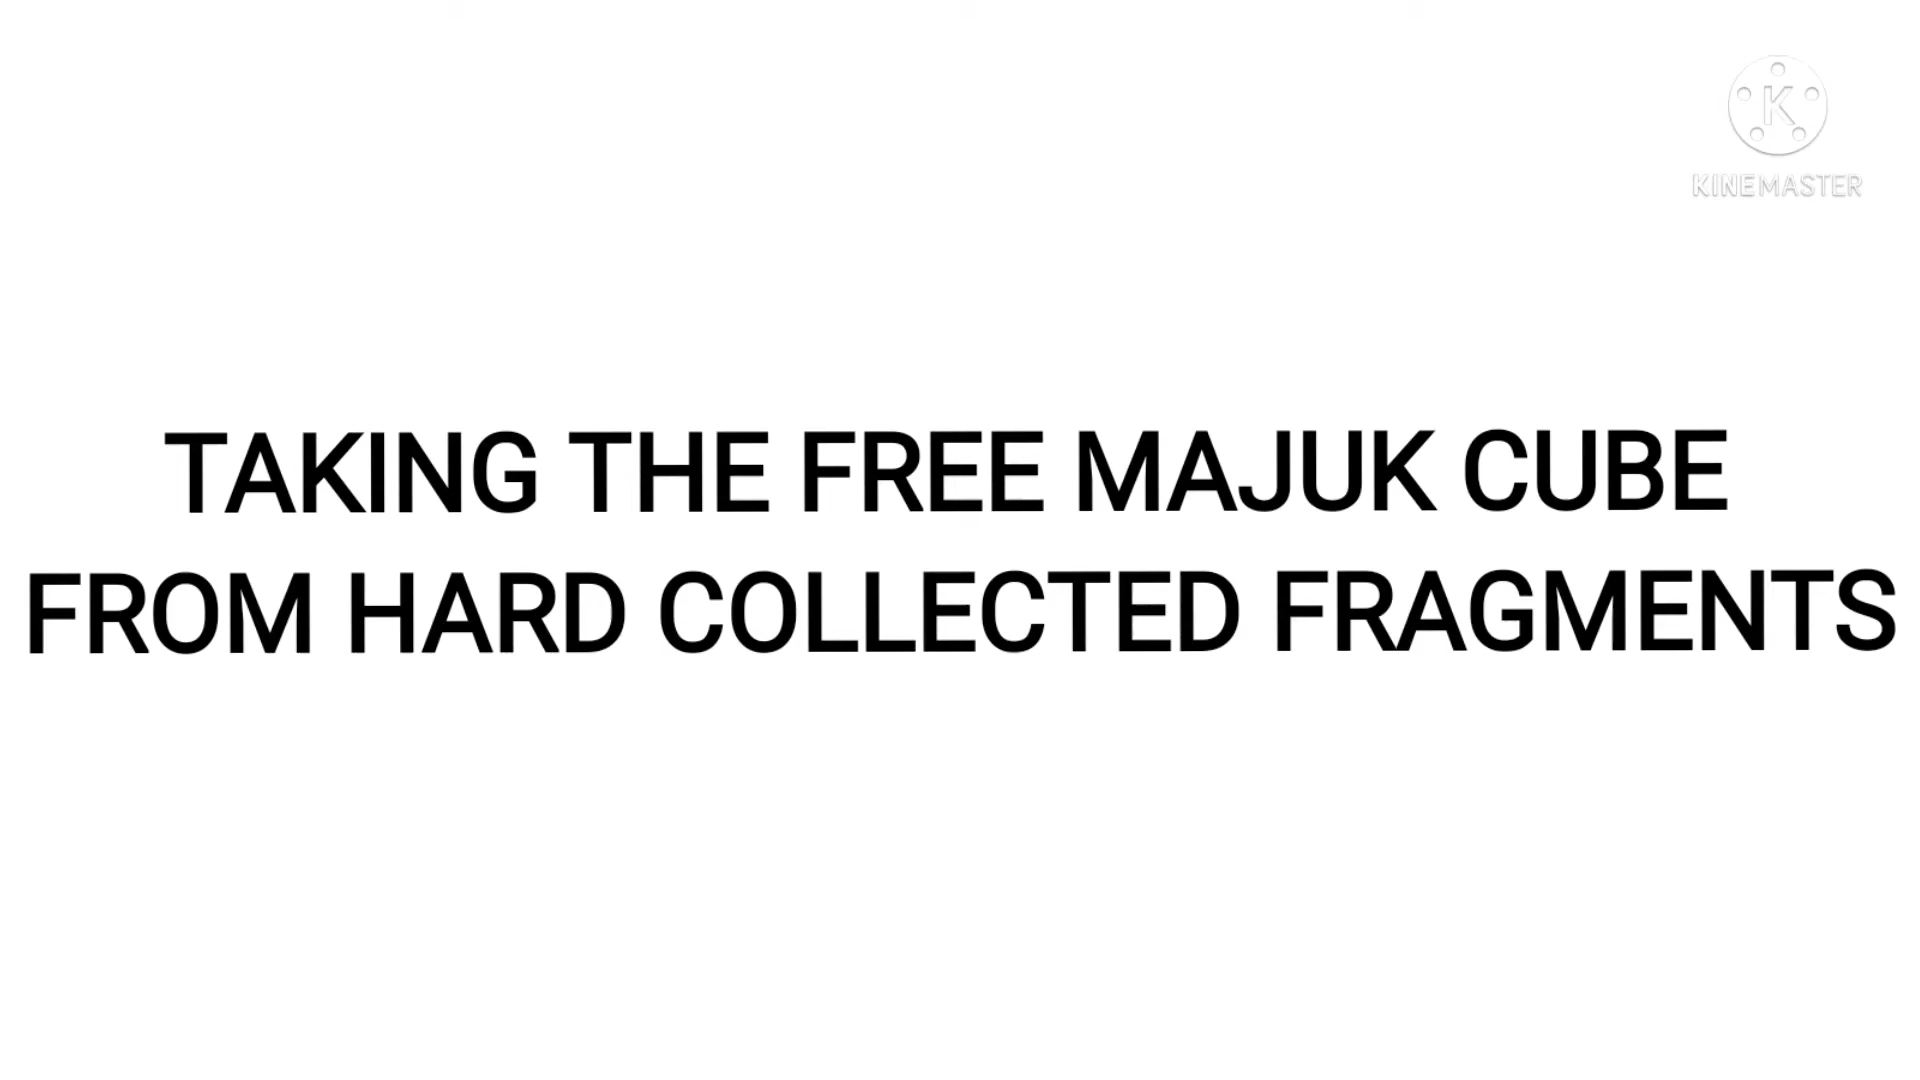 K
KINEMASTER
TAKING THE FREE MAJUK CUBE
FROM HARD COLLECTED FRAGMENTS